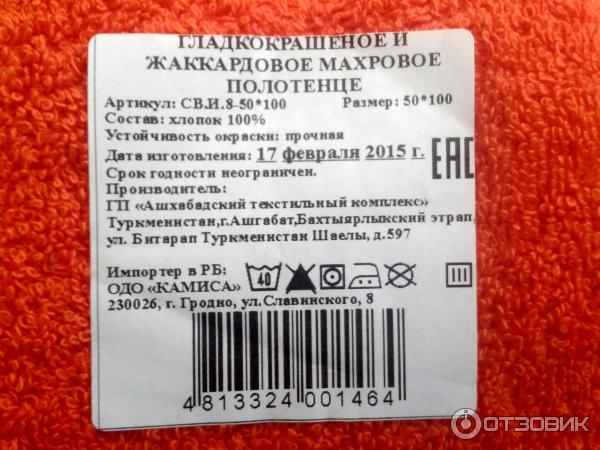 ГЛАДКОКРАШЕНОЕ И
ЖАККАРДОВОЕ МАХРОВОЕ
ПОЛОТЕНЦЕ
Артикул: СВ.И.8-50*100 Размер: 50*100
Состав: хлопок 100%
Устойчивость окраски: прочная
Дата изготовления: 17 февраля 2015 г.
Срок годности неограничен.
EAC
Производитель:
ГП «Ашхабадский текстильный комплекс»
Туркменистан,г.Ашгабат,Бахтыярлыкский этрап,
ул. Битарап Туркменистан Шаелы, д.597
Импортер в РБ:
ОДО «КАМИСА»
40
230026, г. Гродно, ул.Славинского, 8
4 813324 001464
ОТЗОВИК